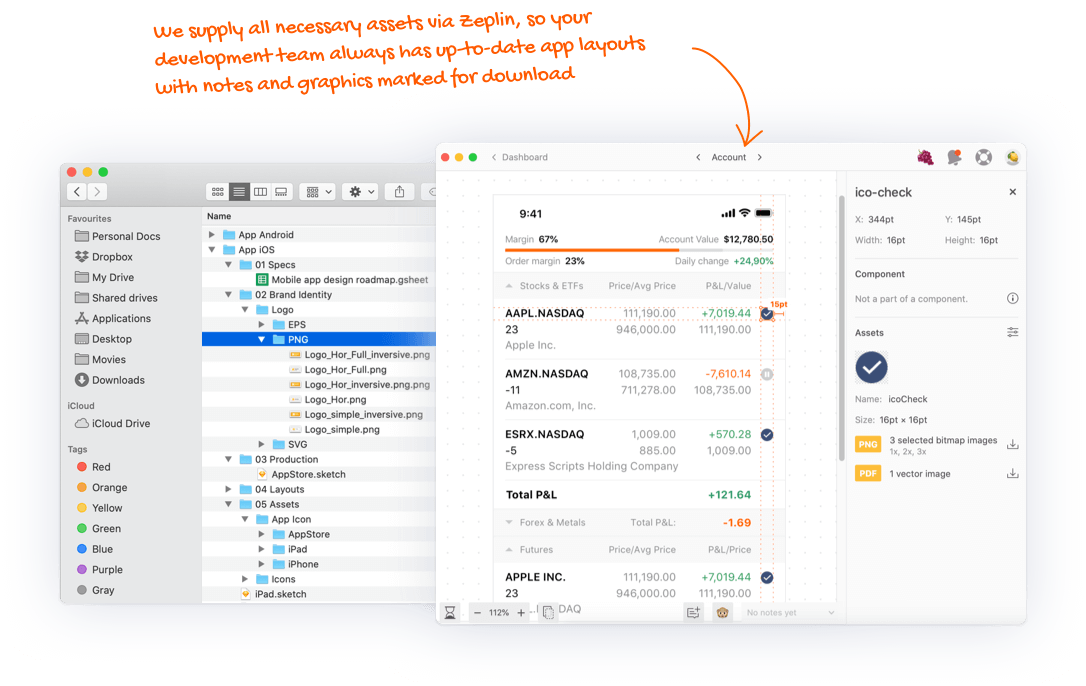 We supply all necessary assets via Zeplin, so your
development team always has up-to-date app layouts
with notes and graphics marked for download
Favourites
Personal Docs
Dropbox
My Drive
Shared drives
Applications
Desktop
Movies
Downloads
iCloud
iCloud Drive
Tags
Red
Orange
Yellow
Green
Blue
Purple
Gray
Name
App Android
App iOS
01 Specs
Mobile app design roadmap.gsheet
02 Brand Identity
Logo
EPS
PNG
Logo_Hor_Full_inversive.png
Logo_Hor_Full.png
Logo_Hor_inversive.png.png
Logo_Hor.png
Logo_simple_inversive.png
Logo_simple.png
SVG
03 Production
AppStore.sketch
04 Layouts
05 Assets
App Icon
AppStore
iPad
iPhone
Icons
iPad.sketch
Dashboard
Account
9:41
Margin 67% Account Value $12,780.50
Order margin 23% Daily change +24,90%
Stocks & ETFs Price/Avg Price P&L/Value
15pt
AAPL.NASDAQ 111,190.00 +7,019.44
23 946,000.00 111,190.00
Apple Inc.
AMZN.NASDAQ 108,735.00 -7,610.14
-11 711,278.00 108,735.00
Amazon.com, Inc.
ESRX.NASDAQ 1,009.00 +570.28
-5 885.00 1,009.00
Express Scripts Holding Company
Total P&L +121.64
Forex & Metals Total P&L: -1.69
Futures Price/Avg Price P&L/Price
APPLE INC. 111,190.00 +7,019.44
23 946,000.00 111,190.00
DAQ
112%
No notes yet
ico-check
X: 344pt Y: 145pt
Width: 16pt Height: 16pt
Component
Not a part of a component.
Assets
Name: icoCheck
Size: 16pt × 16pt
PNG 3 selected bitmap images
1x, 2x, 3x
PDF 1 vector image